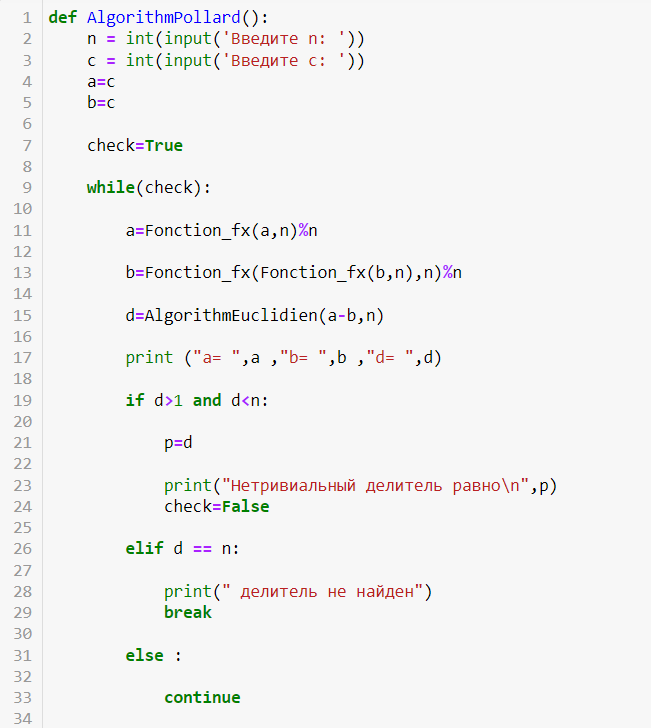 1 def AlgorithmPollard():
2     n = int(input('Введите n: '))
3     c = int(input('Введите c: '))
4     a=c
5     b=c
6
7     check=True
8
9     while(check):
10
11         a=Fonction_fx(a,n)%n
12
13         b=Fonction_fx(Fonction_fx(b,n),n)%n
14
15         d=AlgorithmEuclidien(a-b,n)
16
17         print ("a= ",a ,"b= ",b ,"d= ",d)
18
19         if d>1 and d<n:
20
21             p=d
22
23             print("Нетривиальный делитель равно\n",p)
24             check=False
25
26         elif d == n:
27
28             print(" делитель не найден")
29             break
30
31         else :
32
33             continue
34